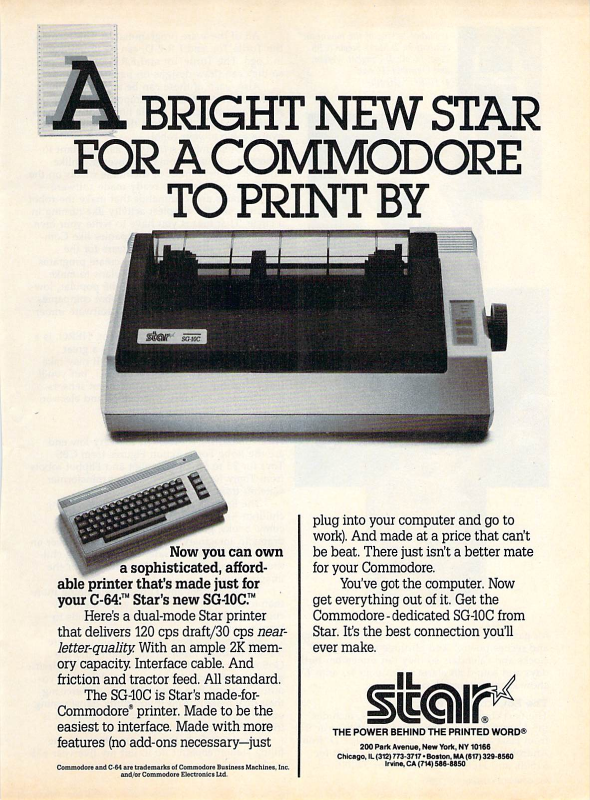 A BRIGHT NEW STAR
FOR A COMMODORE
TO PRINT BY
star
SG-10C
Now you can own
a sophisticated, afford-
able printer that's made just for
your C-64:™ Star's new SG-10C.™
Here's a dual-mode Star printer
that delivers 120 cps draft/30 cps near-
letter-quality. With an ample 2K mem-
ory capacity. Interface cable. And
friction and tractor feed. All standard.
The SG-10C is Star's made-for-
Commodore® printer. Made to be the
easiest to interface. Made with more
features (no add-ons necessary—just
plug into your computer and go to
work). And made at a price that can't
be beat. There just isn't a better mate
for your Commodore.
You've got the computer. Now
get everything out of it. Get the
Commodore-dedicated SG-10C from
Star. It's the best connection you'll
ever make.
star®
THE POWER BEHIND THE PRINTED WORD®
200 Park Avenue, New York, NY 10166
Chicago, IL (312) 773-3717 • Boston, MA (617) 329-8560
Irvine, CA (714) 586-8850
Commodore and C-64 are trademarks of Commodore Business Machines, Inc.
and/or Commodore Electronics Ltd.